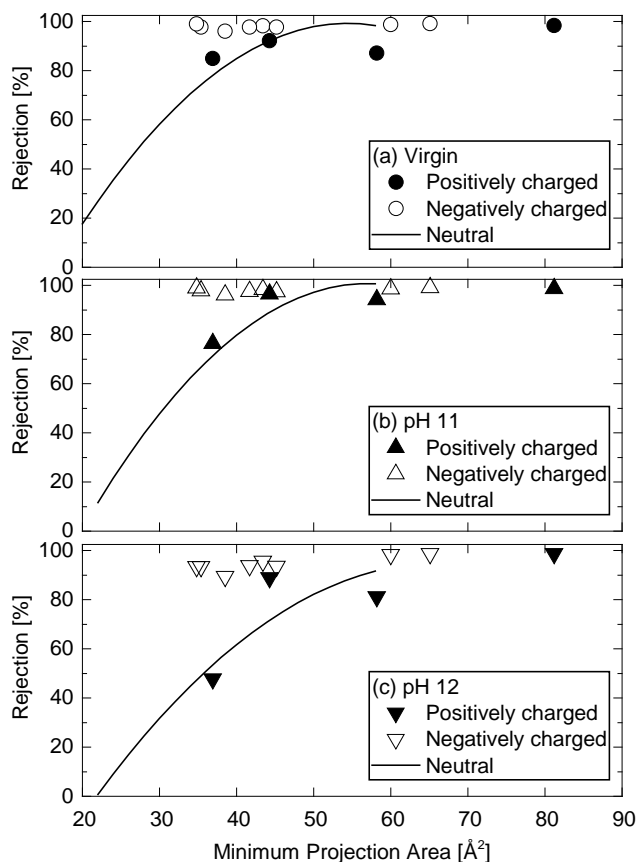 100
80
60
40
20
0
Rejection [%]
(a) Virgin
Positively charged
Negatively charged
Neutral
100
80
60
40
20
0
Rejection [%]
(b) pH 11
Positively charged
Negatively charged
Neutral
100
80
60
40
20
0
Rejection [%]
(c) pH 12
Positively charged
Negatively charged
Neutral
20 30 40 50 60 70 80 90
Minimum Projection Area [Å²]